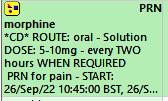 PRN
morphine
*CD* ROUTE: oral - Solution
DOSE: 5-10mg - every TWO
hours WHEN REQUIRED
PRN for pain - START:
26/Sep/22 10:45:00 BST, 26/S...